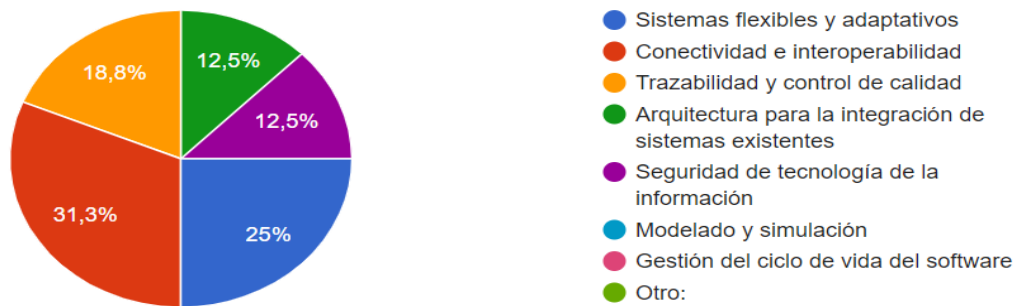 12,5%
18,8%
12,5%
31,3%
25%
Sistemas flexibles y adaptativos
Conectividad e interoperabilidad
Trazabilidad y control de calidad
Arquitectura para la integración de
sistemas existentes
Seguridad de tecnología de la
información
Modelado y simulación
Gestión del ciclo de vida del software
Otro: